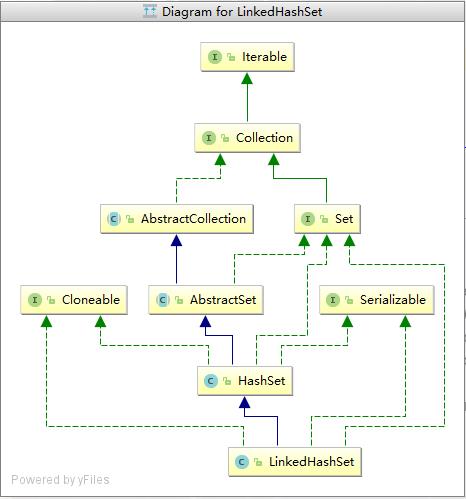 Diagram for LinkedHashSet
I Iterable
I Collection
C AbstractCollection
I Set
I Cloneable
C AbstractSet
I Serializable
C HashSet
C LinkedHashSet
Powered by yFiles